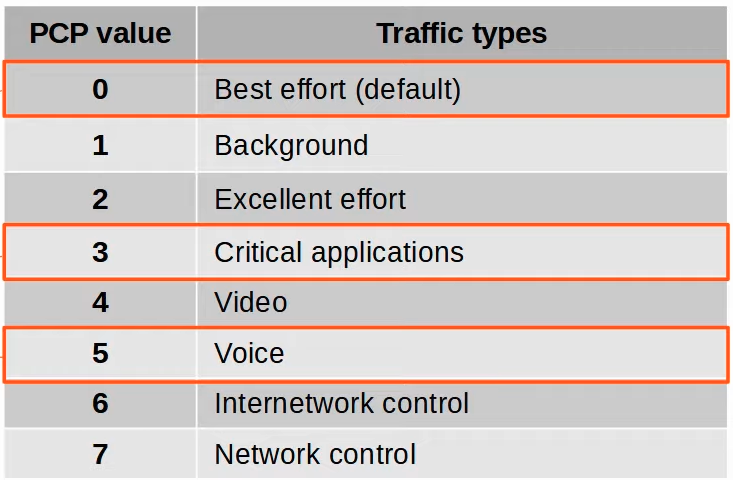 PCP value Traffic types
0 Best effort (default)
1 Background
2 Excellent effort
3 Critical applications
4 Video
5 Voice
6 Internetwork control
7 Network control